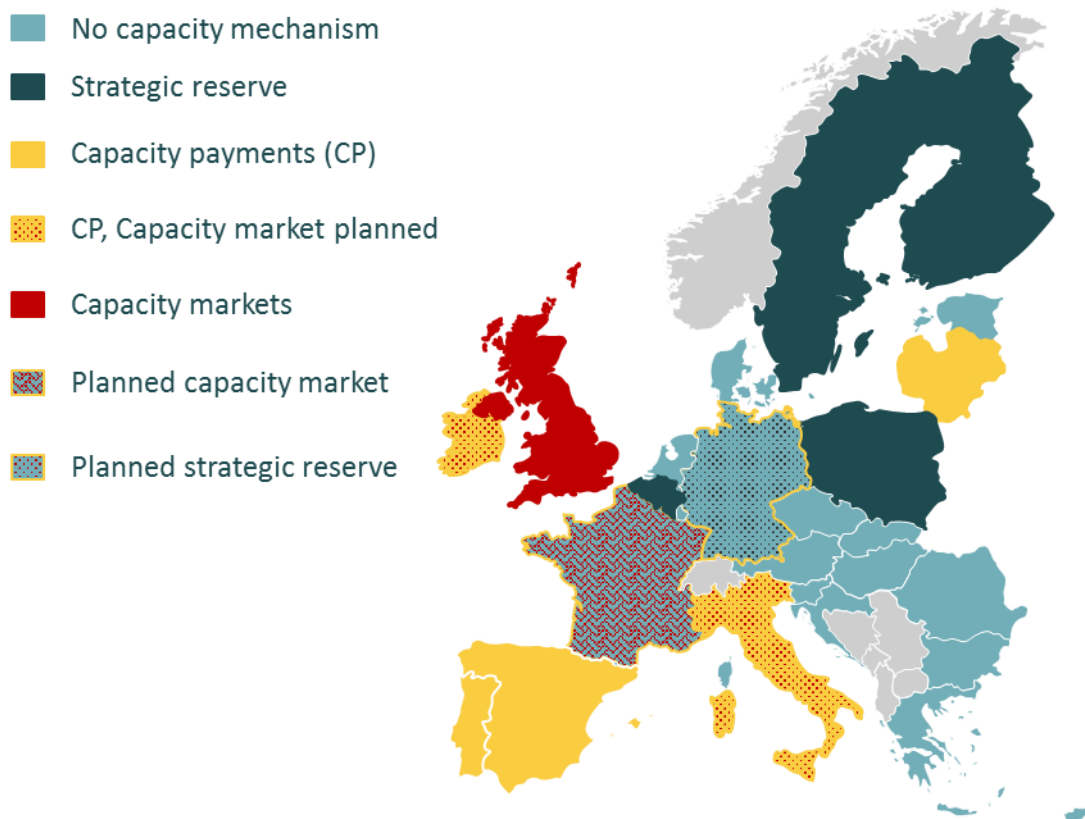 No capacity mechanism
Strategic reserve
Capacity payments (CP)
CP, Capacity market planned
Capacity markets
Planned capacity market
Planned strategic reserve